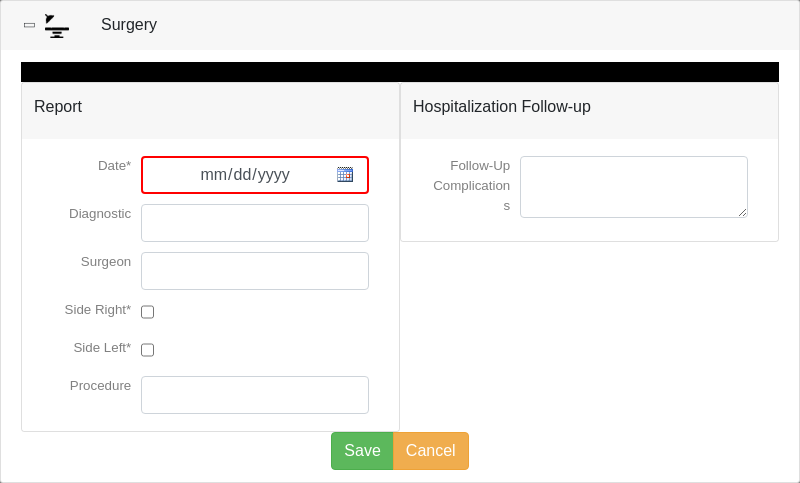 Surgery
Report
Hospitalization Follow-up
Date*
mm/dd/yyyy
Diagnostic
Surgeon
Side Right*
Side Left*
Procedure
Follow-Up
Complication
s
Save
Cancel